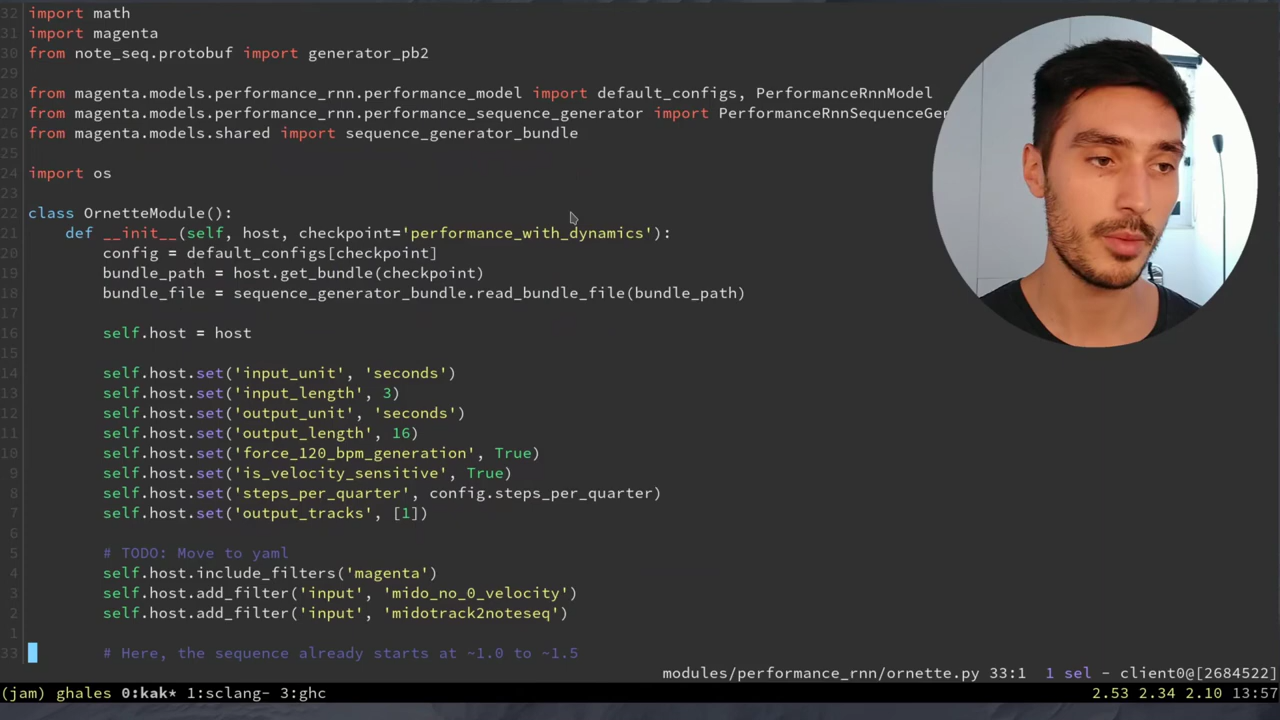 32 import math
31 import magenta
30 from note_seq.protobuf import generator_pb2
29
28 from magenta.models.performance_rnn.performance_model import default_configs, PerformanceRnnModel
27 from magenta.models.performance_rnn.performance_sequence_generator import PerformanceRnnSequenceGen
26 from magenta.models.shared import sequence_generator_bundle
25
24 import os
23
22 class OrnetteModule():
21     def __init__(self, host, checkpoint='performance_with_dynamics'):
20         config = default_configs[checkpoint]
19         bundle_path = host.get_bundle(checkpoint)
18         bundle_file = sequence_generator_bundle.read_bundle_file(bundle_path)
17
16         self.host = host
15
14         self.host.set('input_unit', 'seconds')
13         self.host.set('input_length', 3)
12         self.host.set('output_unit', 'seconds')
11         self.host.set('output_length', 16)
10         self.host.set('force_120_bpm_generation', True)
9         self.host.set('is_velocity_sensitive', True)
8         self.host.set('steps_per_quarter', config.steps_per_quarter)
7         self.host.set('output_tracks', [1])
6
5         # TODO: Move to yaml
4         self.host.include_filters('magenta')
3         self.host.add_filter('input', 'mido_no_0_velocity')
2         self.host.add_filter('input', 'midotrack2noteseq')
1
33         # Here, the sequence already starts at ~1.0 to ~1.5
modules/performance_rnn/ornette.py 33:1 1 sel - client0@[2684522]
(jam) ghales 0:kak* 1:sclang- 3:ghc 2.53 2.34 2.10 13:57